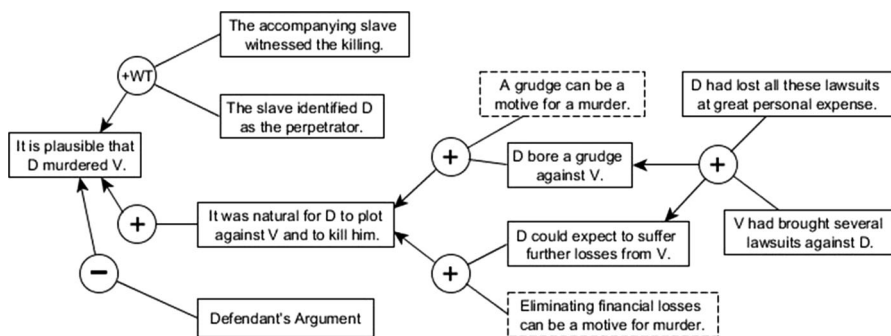 The accompanying slave
witnessed the killing.
+WT
The slave identified D
as the perpetrator.
It is plausible that
D murdered V.
+
It was natural for D to plot
against V and to kill him.
−
Defendant's Argument
A grudge can be a
motive for a murder.
+
D bore a grudge
against V.
D could expect to suffer
further losses from V.
+
Eliminating financial losses
can be a motive for murder.
D had lost all these lawsuits
at great personal expense.
+
V had brought several
lawsuits against D.